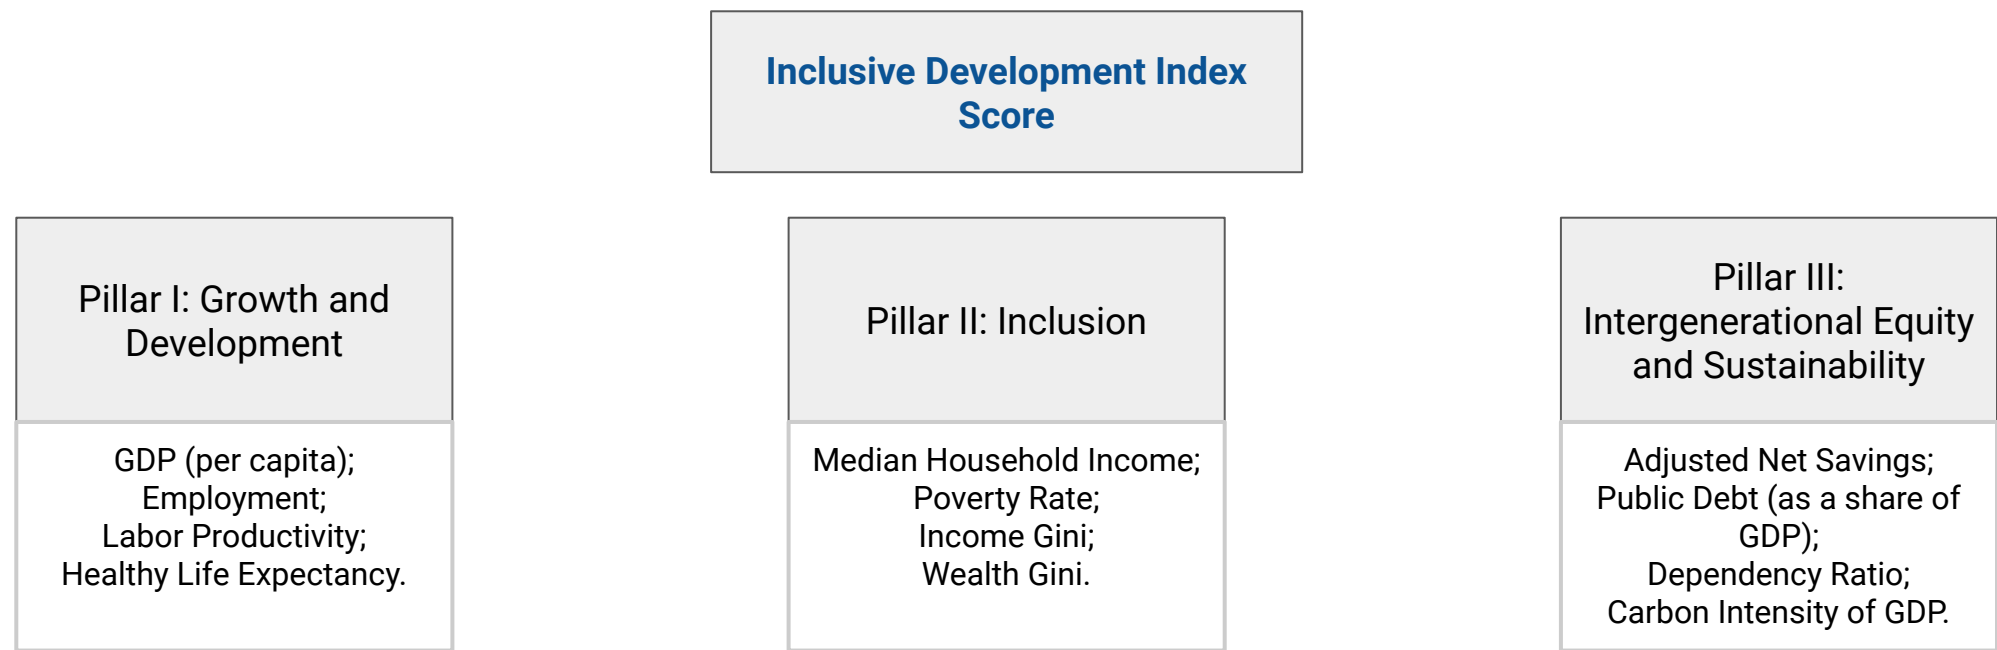 Inclusive Development Index
Score
Pillar I: Growth and
Development
GDP (per capita);
Employment;
Labor Productivity;
Healthy Life Expectancy.
Pillar II: Inclusion
Median Household Income;
Poverty Rate;
Income Gini;
Wealth Gini.
Pillar III:
Intergenerational Equity
and Sustainability
Adjusted Net Savings;
Public Debt (as a share of
GDP);
Dependency Ratio;
Carbon Intensity of GDP.